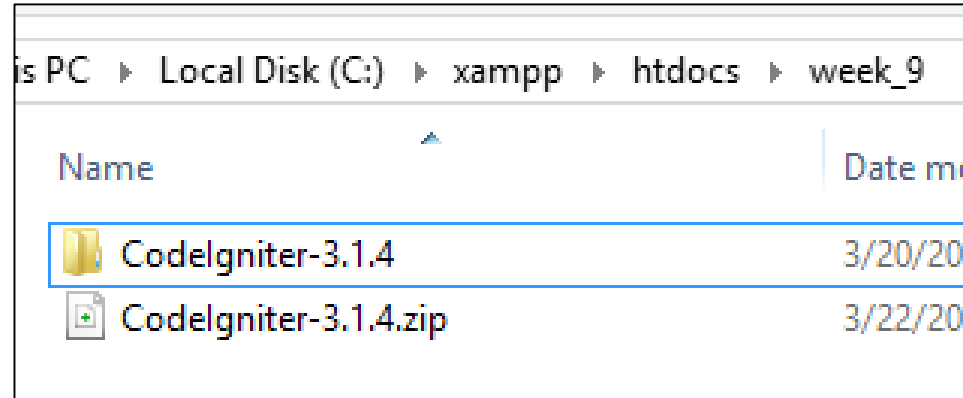 is PC Local Disk (C:) xampp htdocs week_9
Name Date m
CodeIgniter-3.1.4 3/20/20
CodeIgniter-3.1.4.zip 3/22/20